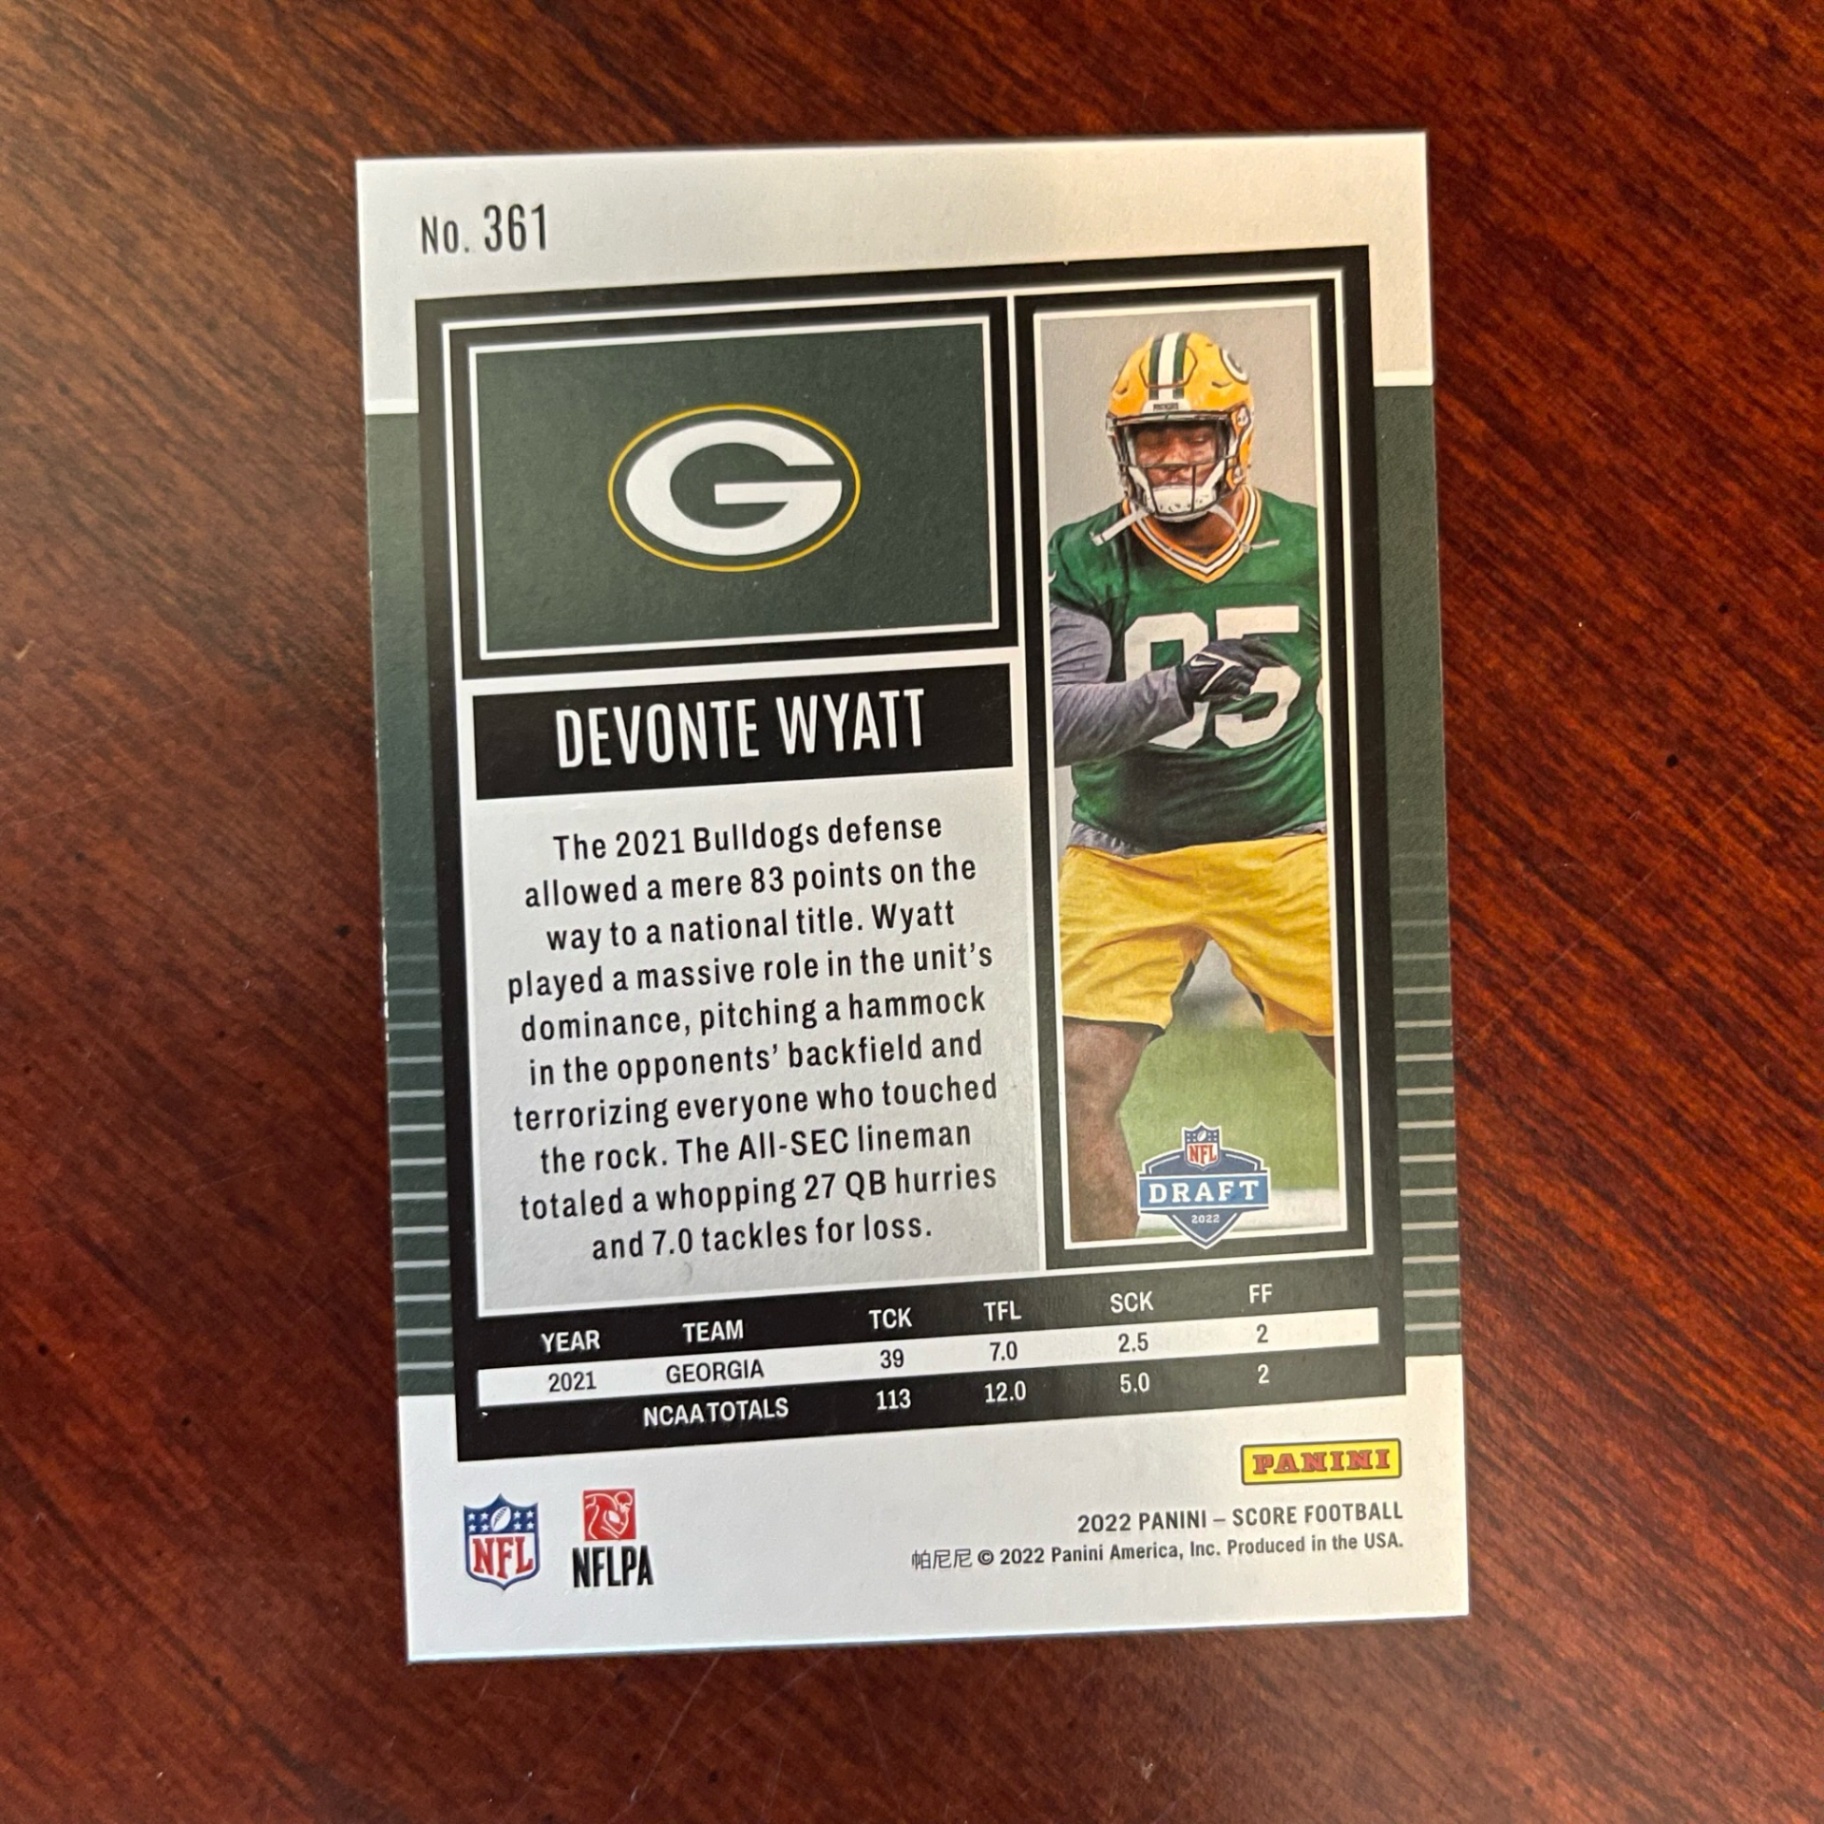 No. 361
G
DEVONTE WYATT
The 2021 Bulldogs defense
allowed a mere 83 points on the
way to a national title. Wyatt
played a massive role in the unit's
dominance, pitching a hammock
in the opponents' backfield and
terrorizing everyone who touched
the rock. The All-SEC lineman
totaled a whopping 27 QB hurries
and 7.0 tackles for loss.
95
NFL
DRAFT
2022
YEAR TEAM TCK TFL SCK FF
2021 GEORGIA 39 7.0 2.5 2
NCAA TOTALS 113 12.0 5.0 2
PANINI
NFL
NFLPA
2022 PANINI – SCORE FOOTBALL
帕尼尼 © 2022 Panini America, Inc. Produced in the USA.